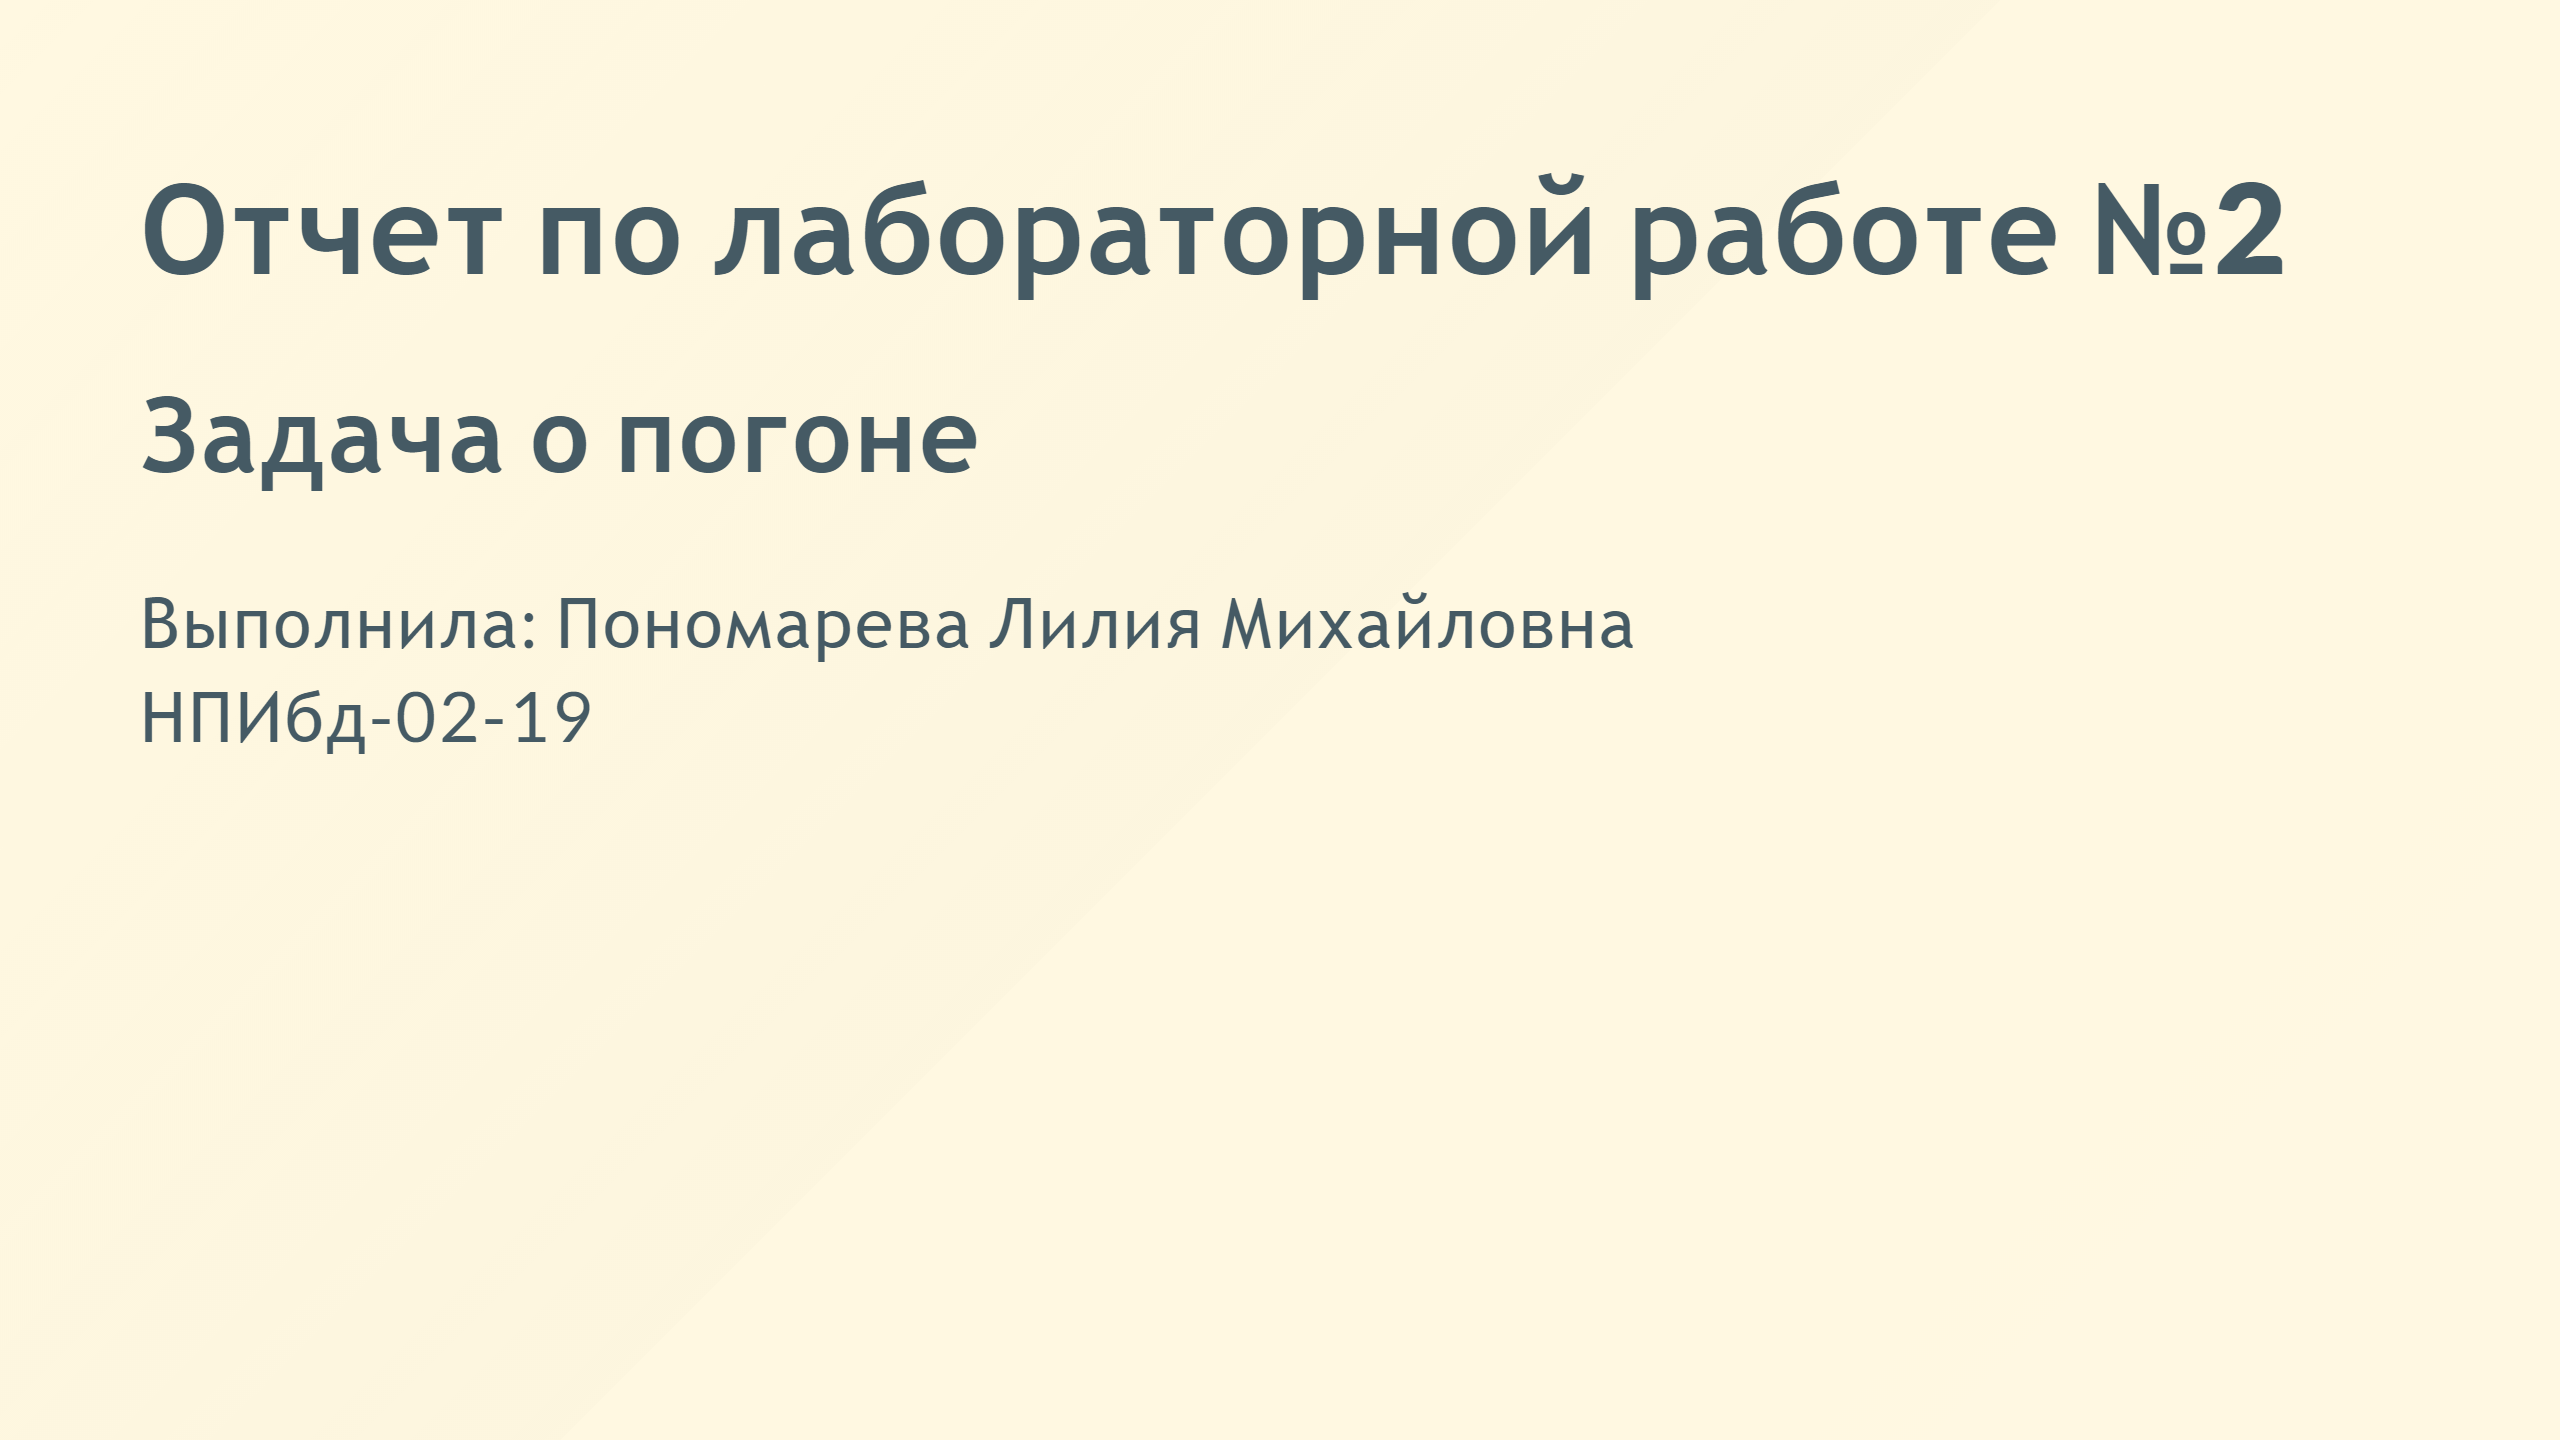 Отчет по лабораторной работе №2
Задача о погоне
Выполнила: Пономарева Лилия Михайловна
НПИбд-02-19